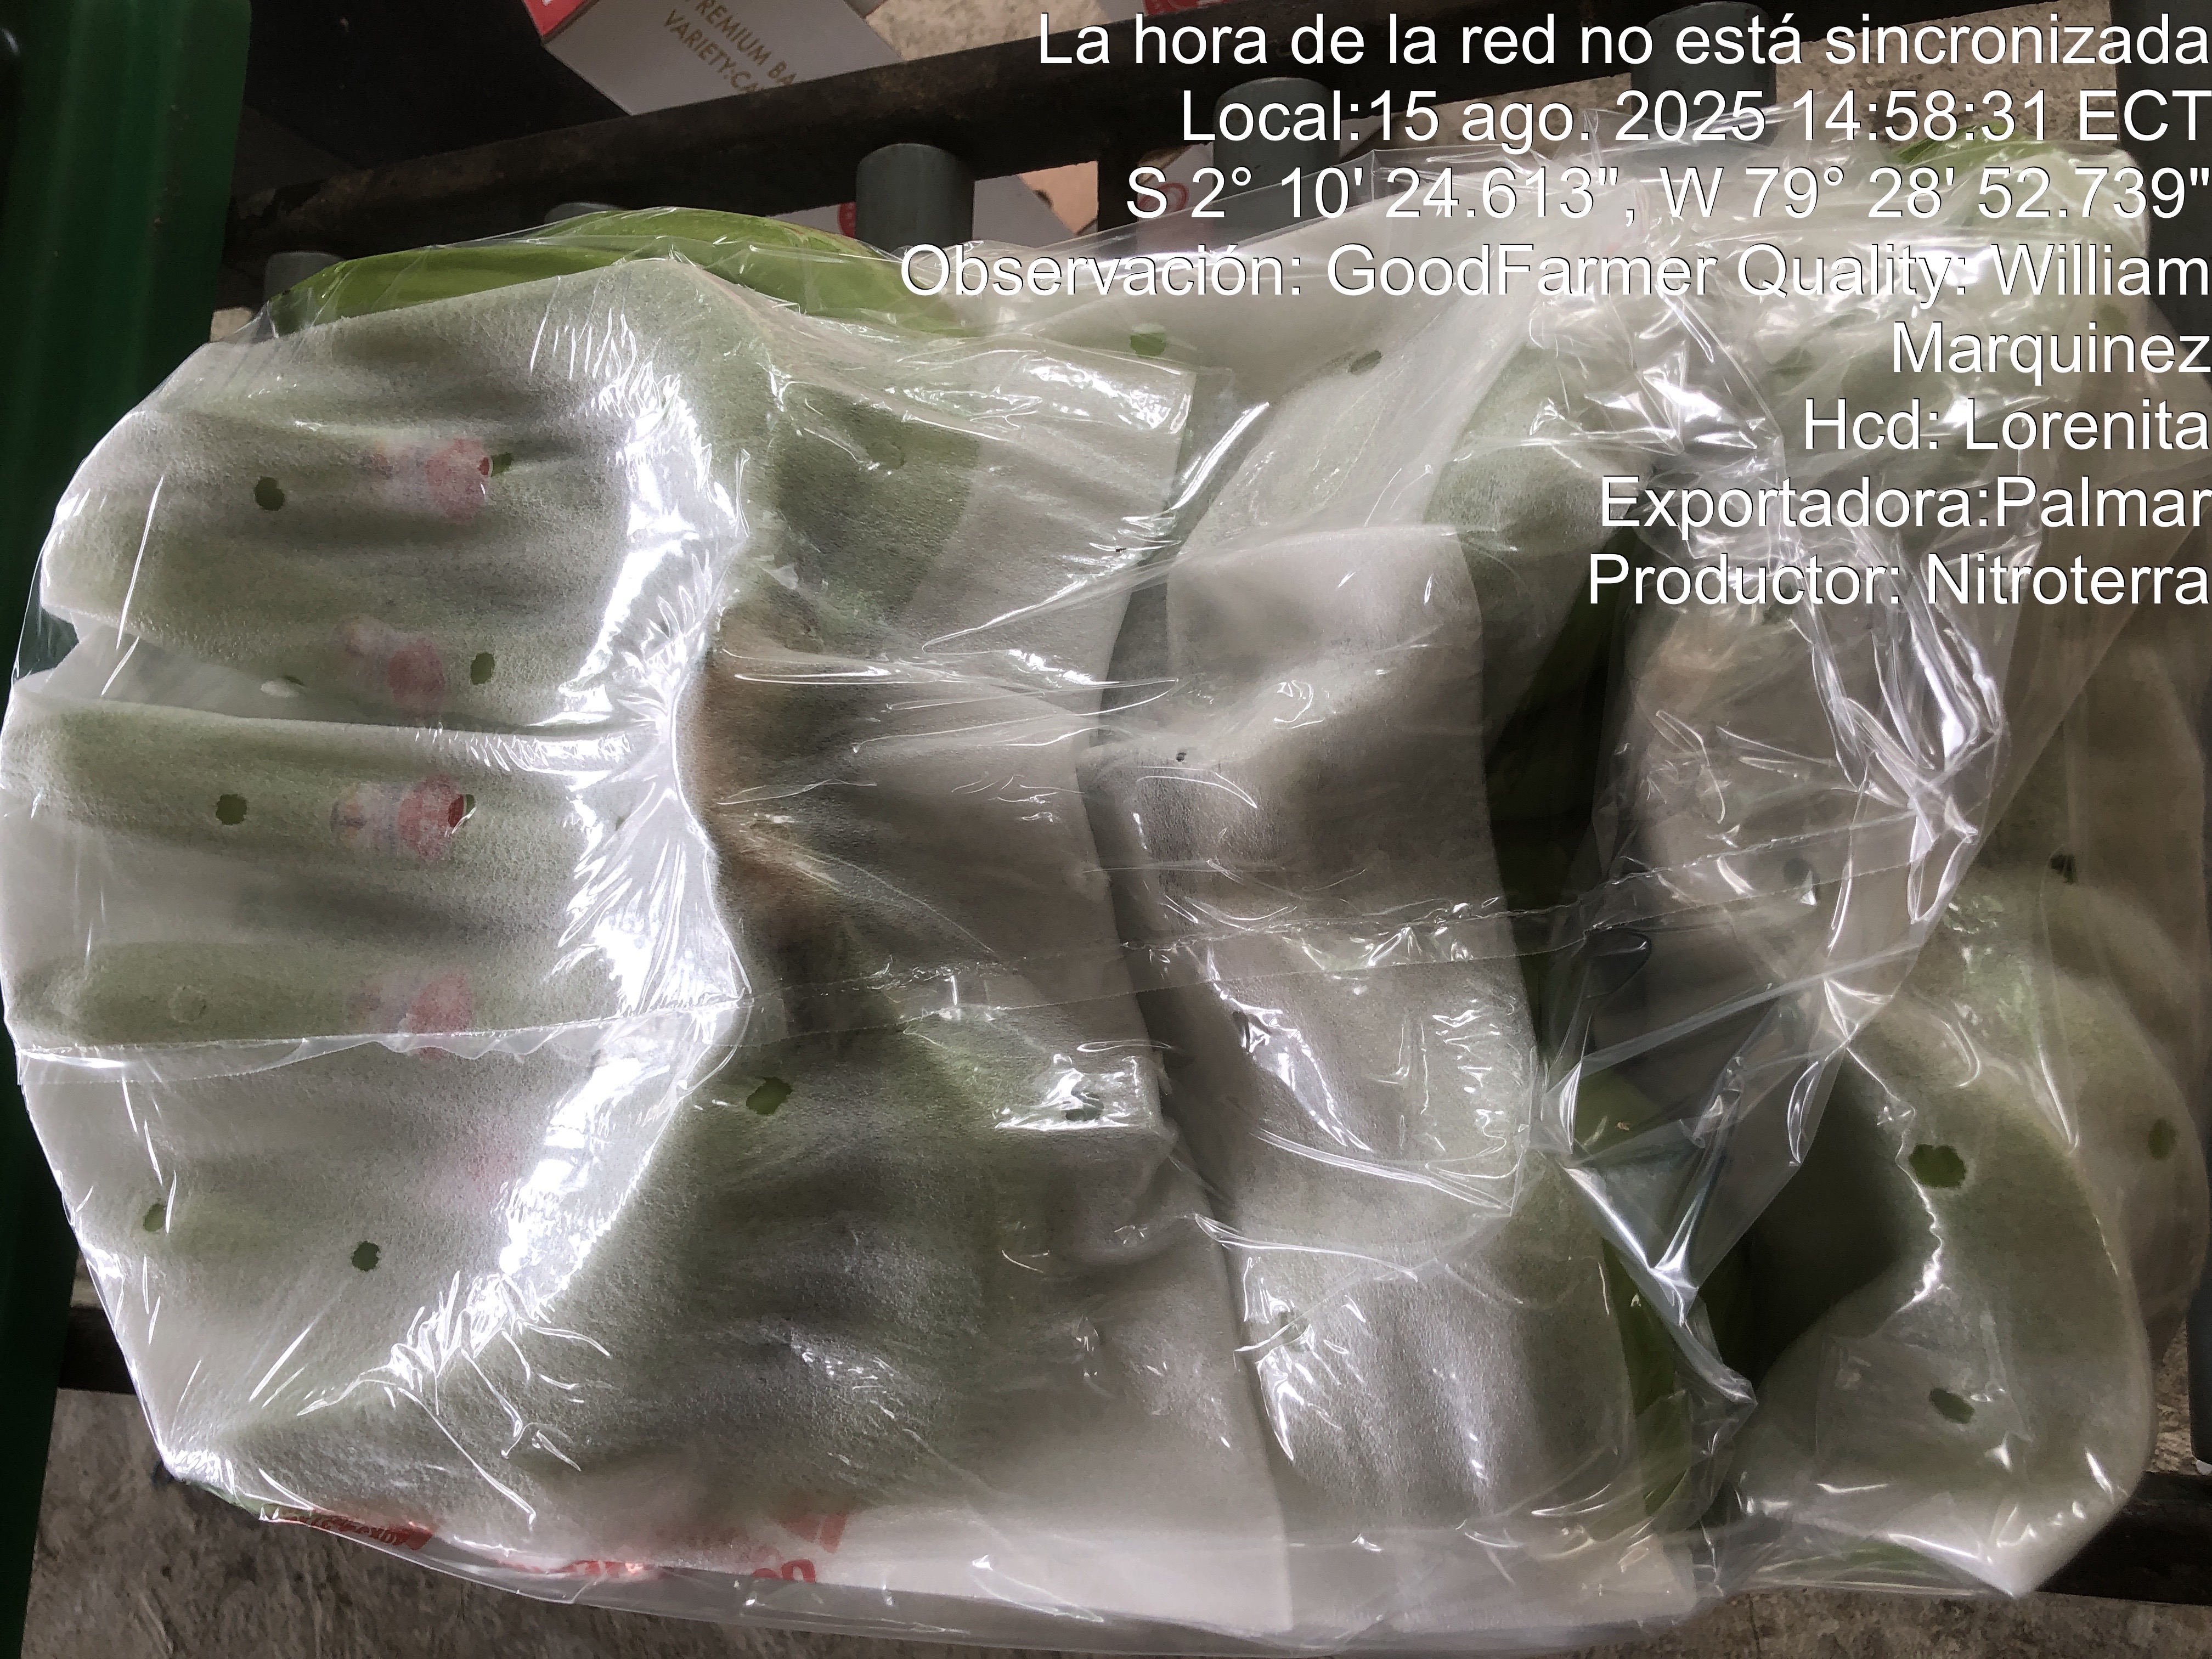 PREMIUM BA
VARIETY:CA
La hora de la red no está sincronizada
Local:15 ago. 2025 14:58:31 ECT
S 2° 10' 24.613", W 79° 28' 52.739"
Observación: GoodFarmer Quality: William
Marquinez
Hcd: Lorenita
Exportadora:Palmar
Productor: Nitroterra